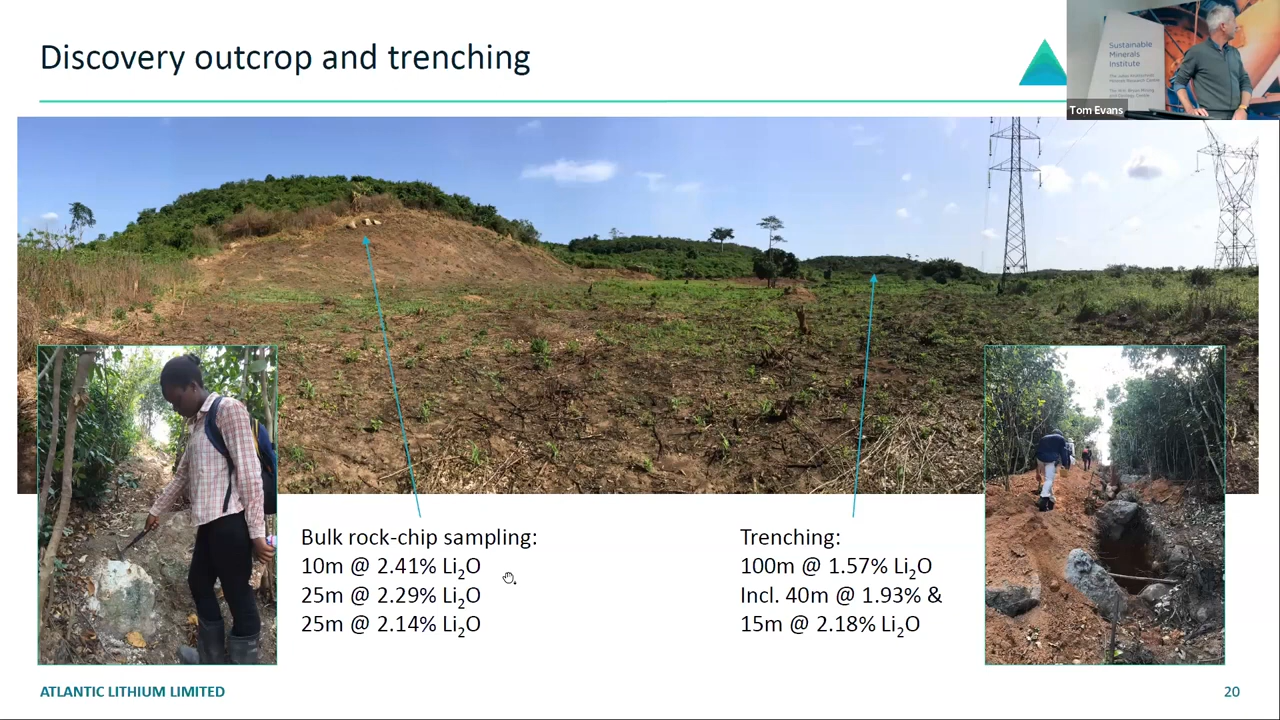 Discovery outcrop and trenching
Sustainable
Minerals
Institute
Tom Evans
Bulk rock-chip sampling:
10m @ 2.41% Li₂O
25m @ 2.29% Li₂O
25m @ 2.14% Li₂O
Trenching:
100m @ 1.57% Li₂O
Incl. 40m @ 1.93% &
15m @ 2.18% Li₂O
ATLANTIC LITHIUM LIMITED
20